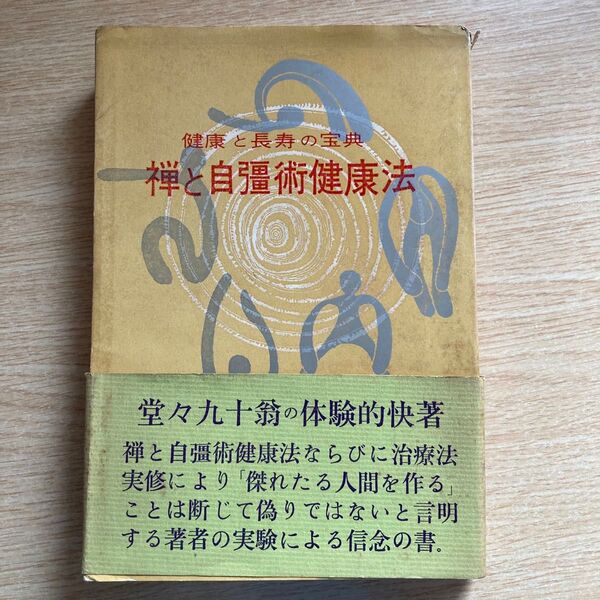 健康と長寿の宝典
禅と自彊術健康法
堂々九十翁の体験的快著
禅と自彊術健康法ならびに治療法
実修により「傑れたる人間を作る」
ことは断じて偽りではないと言明
する著者の実験による信念の書。